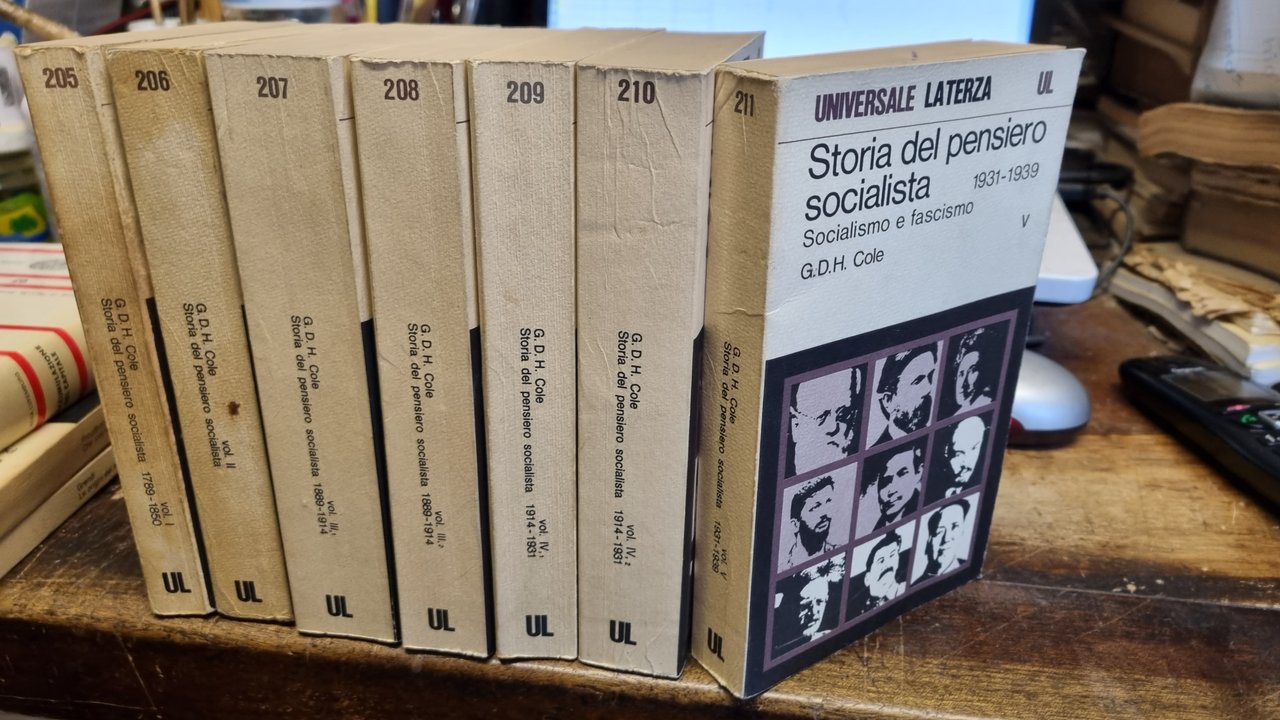 205
G. D. H. Cole
Storia del pensiero socialista 1789-1850
vol. I
UL
206
G. D. H. Cole
Storia del pensiero socialista
vol. II
UL
207
G. D. H. Cole
Storia del pensiero socialista 1889-1914
vol. III,1
UL
208
G. D. H. Cole
Storia del pensiero socialista 1889-1914
vol. III,2
UL
209
G. D. H. Cole
Storia del pensiero socialista 1914-1931
vol. IV,1
UL
210
G. D. H. Cole
Storia del pensiero socialista 1914-1931
vol. IV, 2
UL
211
G. D. H. Cole
Storia del pensiero socialista 1931-1939
vol. V
UL
UNIVERSALE LATERZA UL
Storia del pensiero
socialista 1931-1939
Socialismo e fascismo V
G.D.H. Cole
CAPITALE